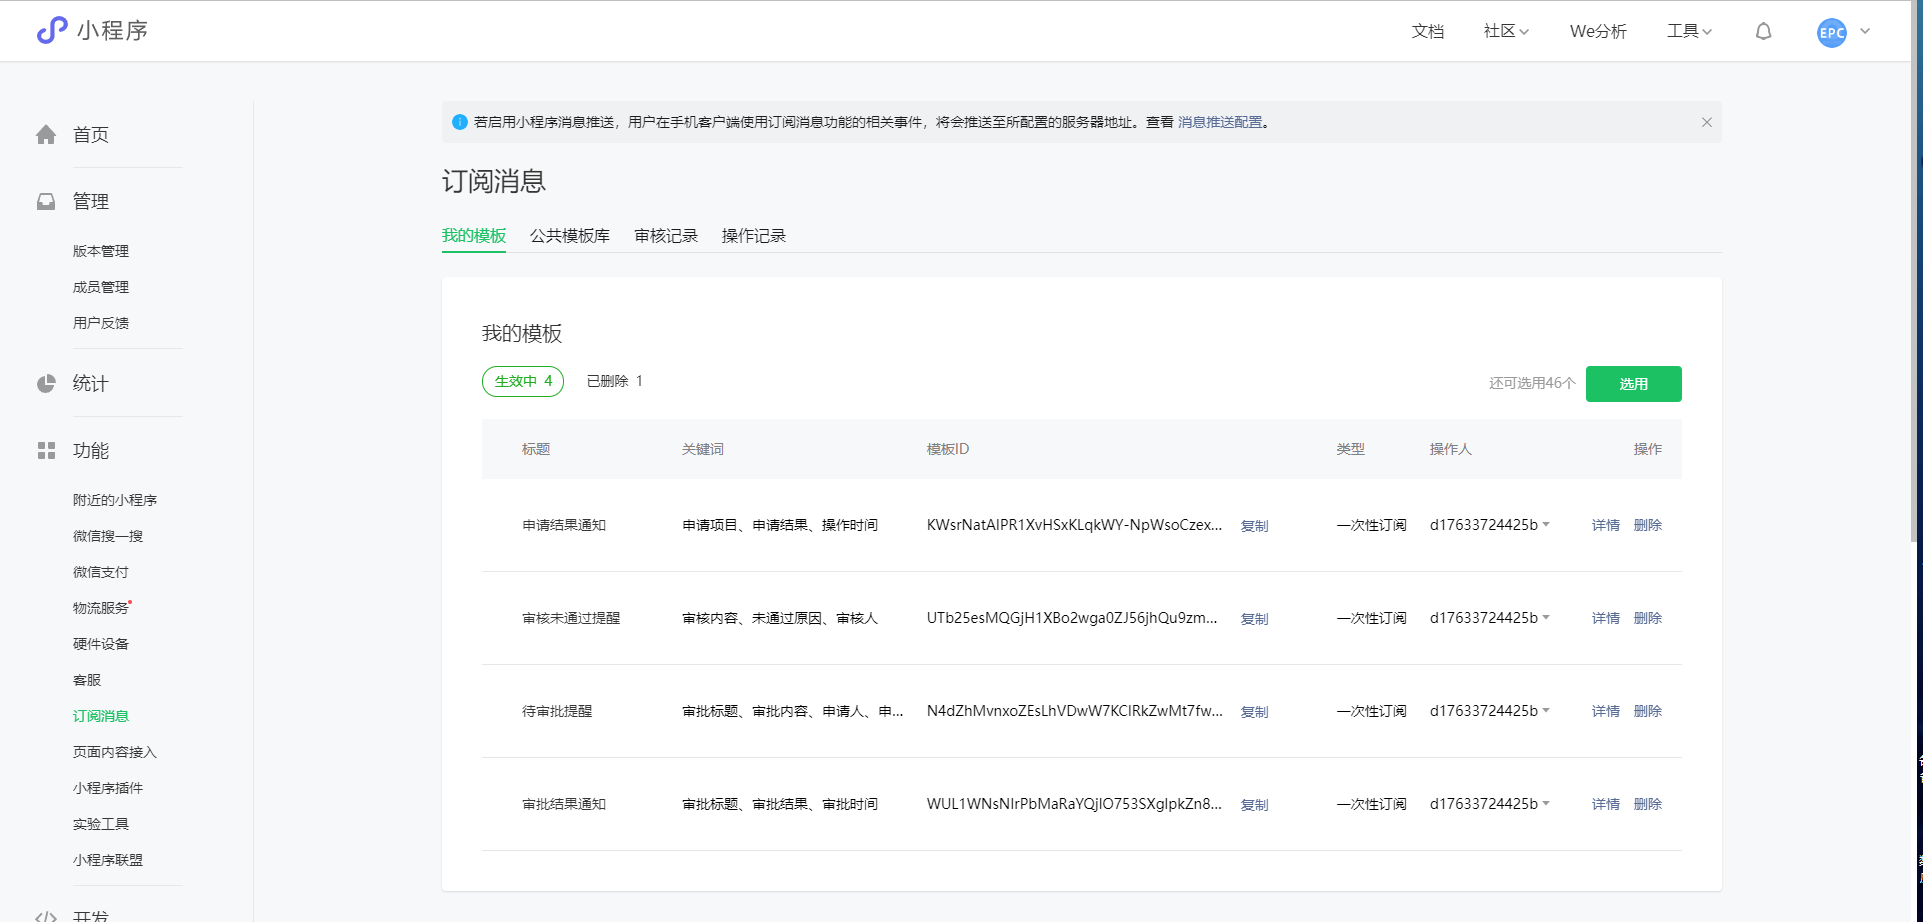 小程序
文档 社区 We分析 工具 EPC
首页
管理
版本管理
成员管理
用户反馈
统计
功能
附近的小程序
微信搜一搜
微信支付
物流服务
硬件设备
客服
订阅消息
页面内容接入
小程序插件
实验工具
小程序联盟
开发
若启用小程序消息推送，用户在手机客户端使用订阅消息功能的相关事件，将会推送至所配置的服务器地址。查看 消息推送配置。
订阅消息
我的模板 公共模板库 审核记录 操作记录
我的模板
生效中 4 已删除 1 还可选用46个 选用
标题 关键词 模板ID 类型 操作人 操作
申请结果通知 申请项目、申请结果、操作时间 KWsrNatAIPR1XvHSxKLqkWY-NpWsoCzex... 复制 一次性订阅 d17633724425b 详情 删除
审核未通过提醒 审核内容、未通过原因、审核人 UTb25esMQGjH1XBo2wga0ZJ56jhQu9zm... 复制 一次性订阅 d17633724425b 详情 删除
待审批提醒 审批标题、审批内容、申请人、申... N4dZhMvnxoZEsLhVDwW7KCIRkZwMt7fw... 复制 一次性订阅 d17633724425b 详情 删除
审批结果通知 审批标题、审批结果、审批时间 WUL1WNsNIrPbMaRaYQjIO753SXgIpkZn8... 复制 一次性订阅 d17633724425b 详情 删除